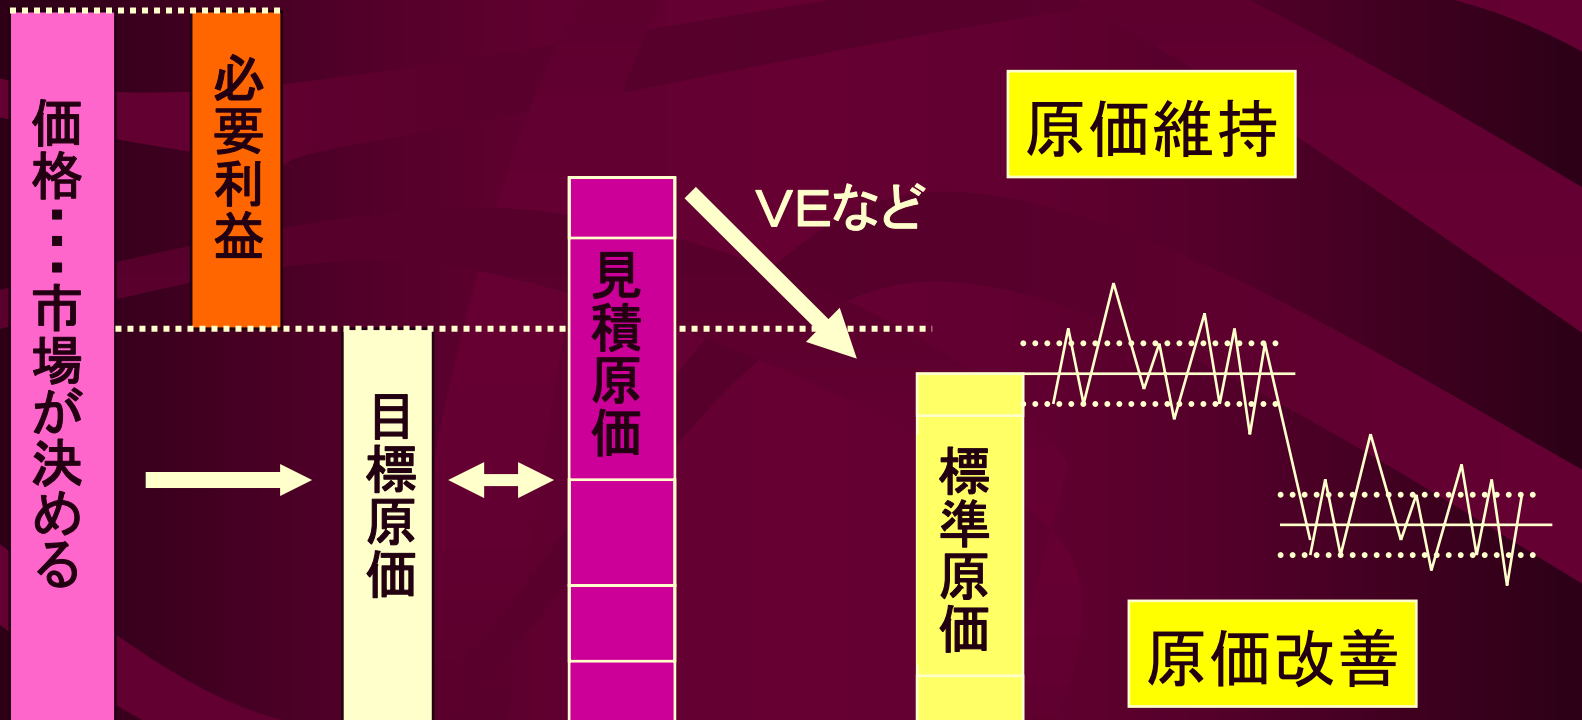 価格・・・市場が決める
必要利益
目標原価
見積原価
VEなど
標準原価
原価維持
原価改善